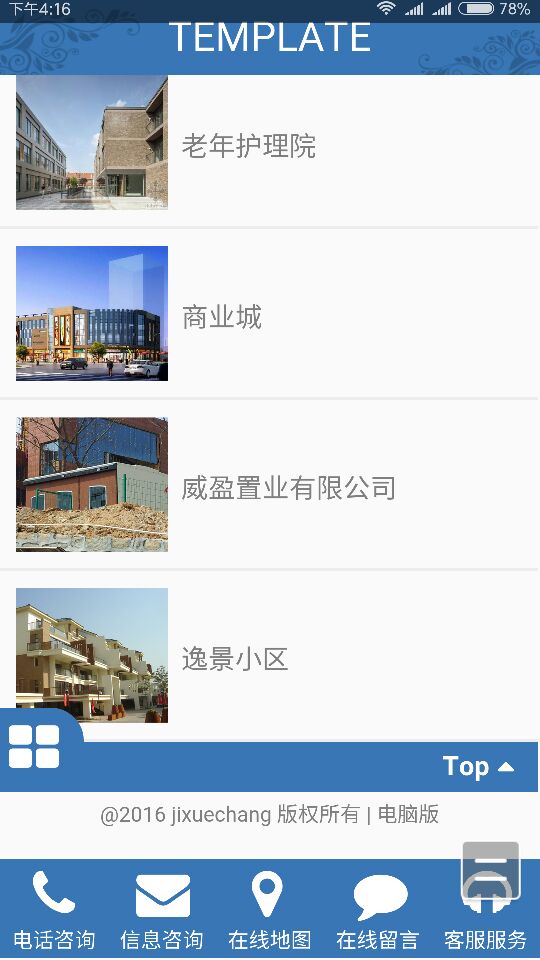 下午4:16 78%
TEMPLATE
老年护理院
商业城
威盈置业有限公司
逸景小区
Top
@2016 jixuechang 版权所有 | 电脑版
电话咨询 信息咨询 在线地图 在线留言 客服服务